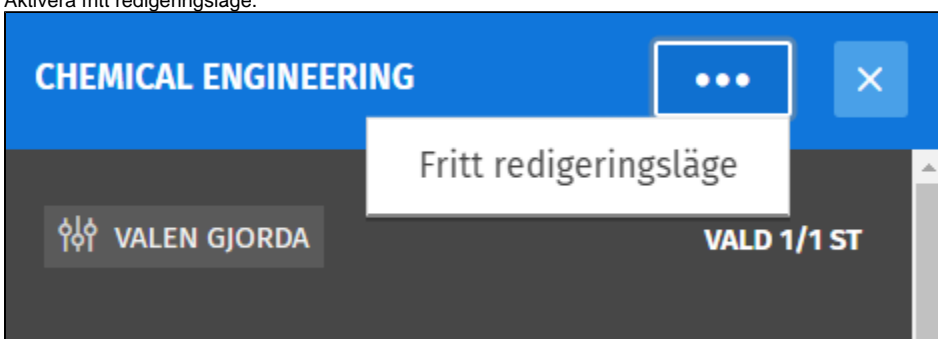 Aktivera fritt redigeringsläge.
CHEMICAL ENGINEERING
Fritt redigeringsläge
VALEN GJORDA
VALD 1/1 ST